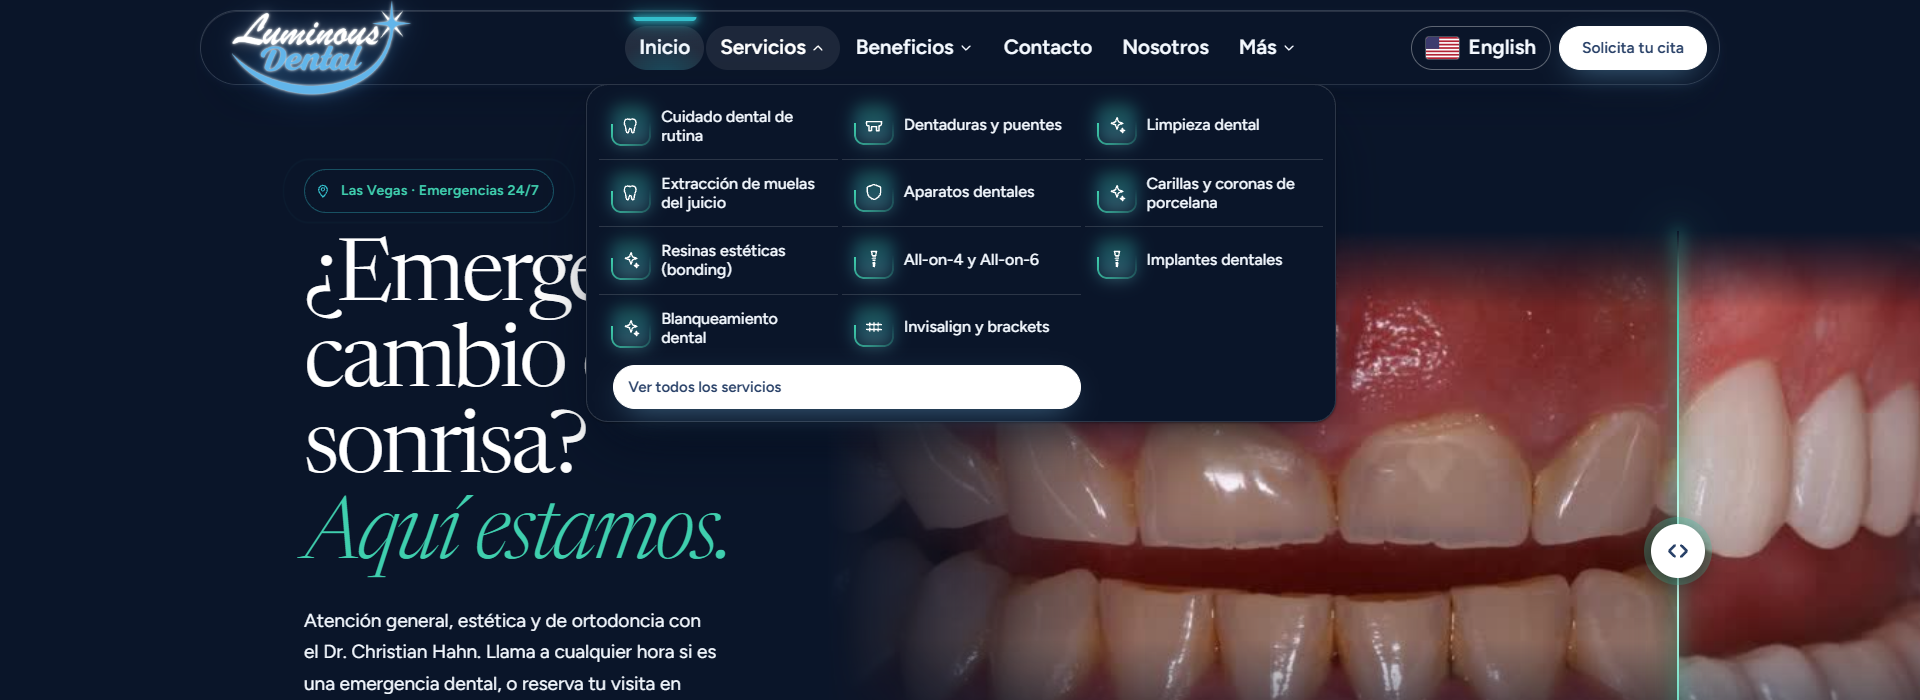 Luminous
Dental
Inicio
Servicios
Beneficios
Contacto
Nosotros
Más
English
Solicita tu cita
Cuidado dental de
rutina
Dentaduras y puentes
Limpieza dental
Extracción de muelas
del juicio
Aparatos dentales
Carillas y coronas de
porcelana
Resinas estéticas
(bonding)
All-on-4 y All-on-6
Implantes dentales
Blanqueamiento
dental
Invisalign y brackets
Ver todos los servicios
Las Vegas · Emergencias 24/7
¿Emerge
cambio
sonrisa?
Aquí estamos.
Atención general, estética y de ortodoncia con
el Dr. Christian Hahn. Llama a cualquier hora si es
una emergencia dental, o reserva tu visita en